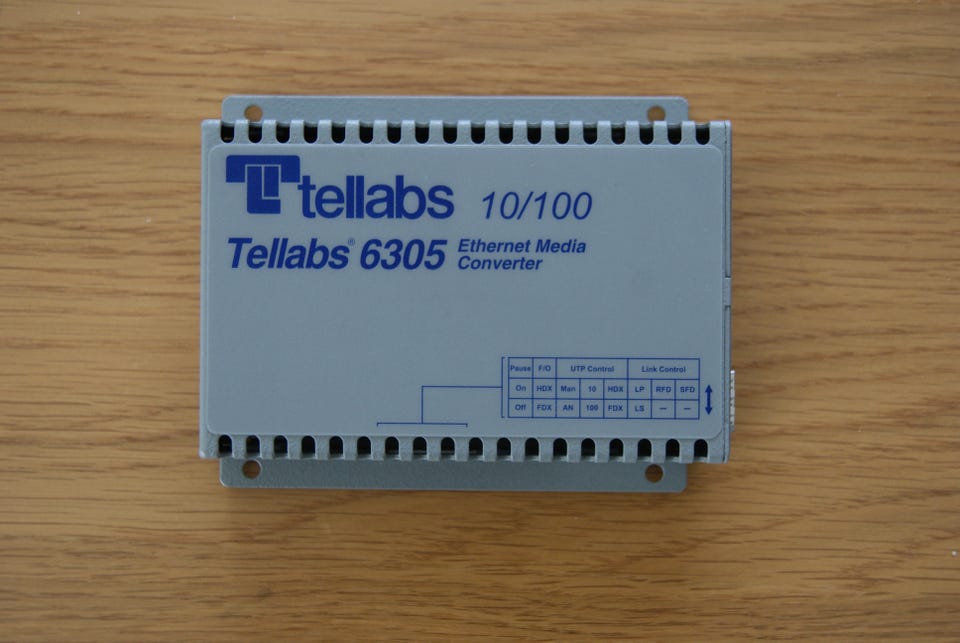 tellabs 10/100
Tellabs® 6305 Ethernet Media
Converter
Pause F/O UTP Control Link Control
On HDX Man 10 HDX LP RFD SFD
Off FDX AN 100 FDX LS — —